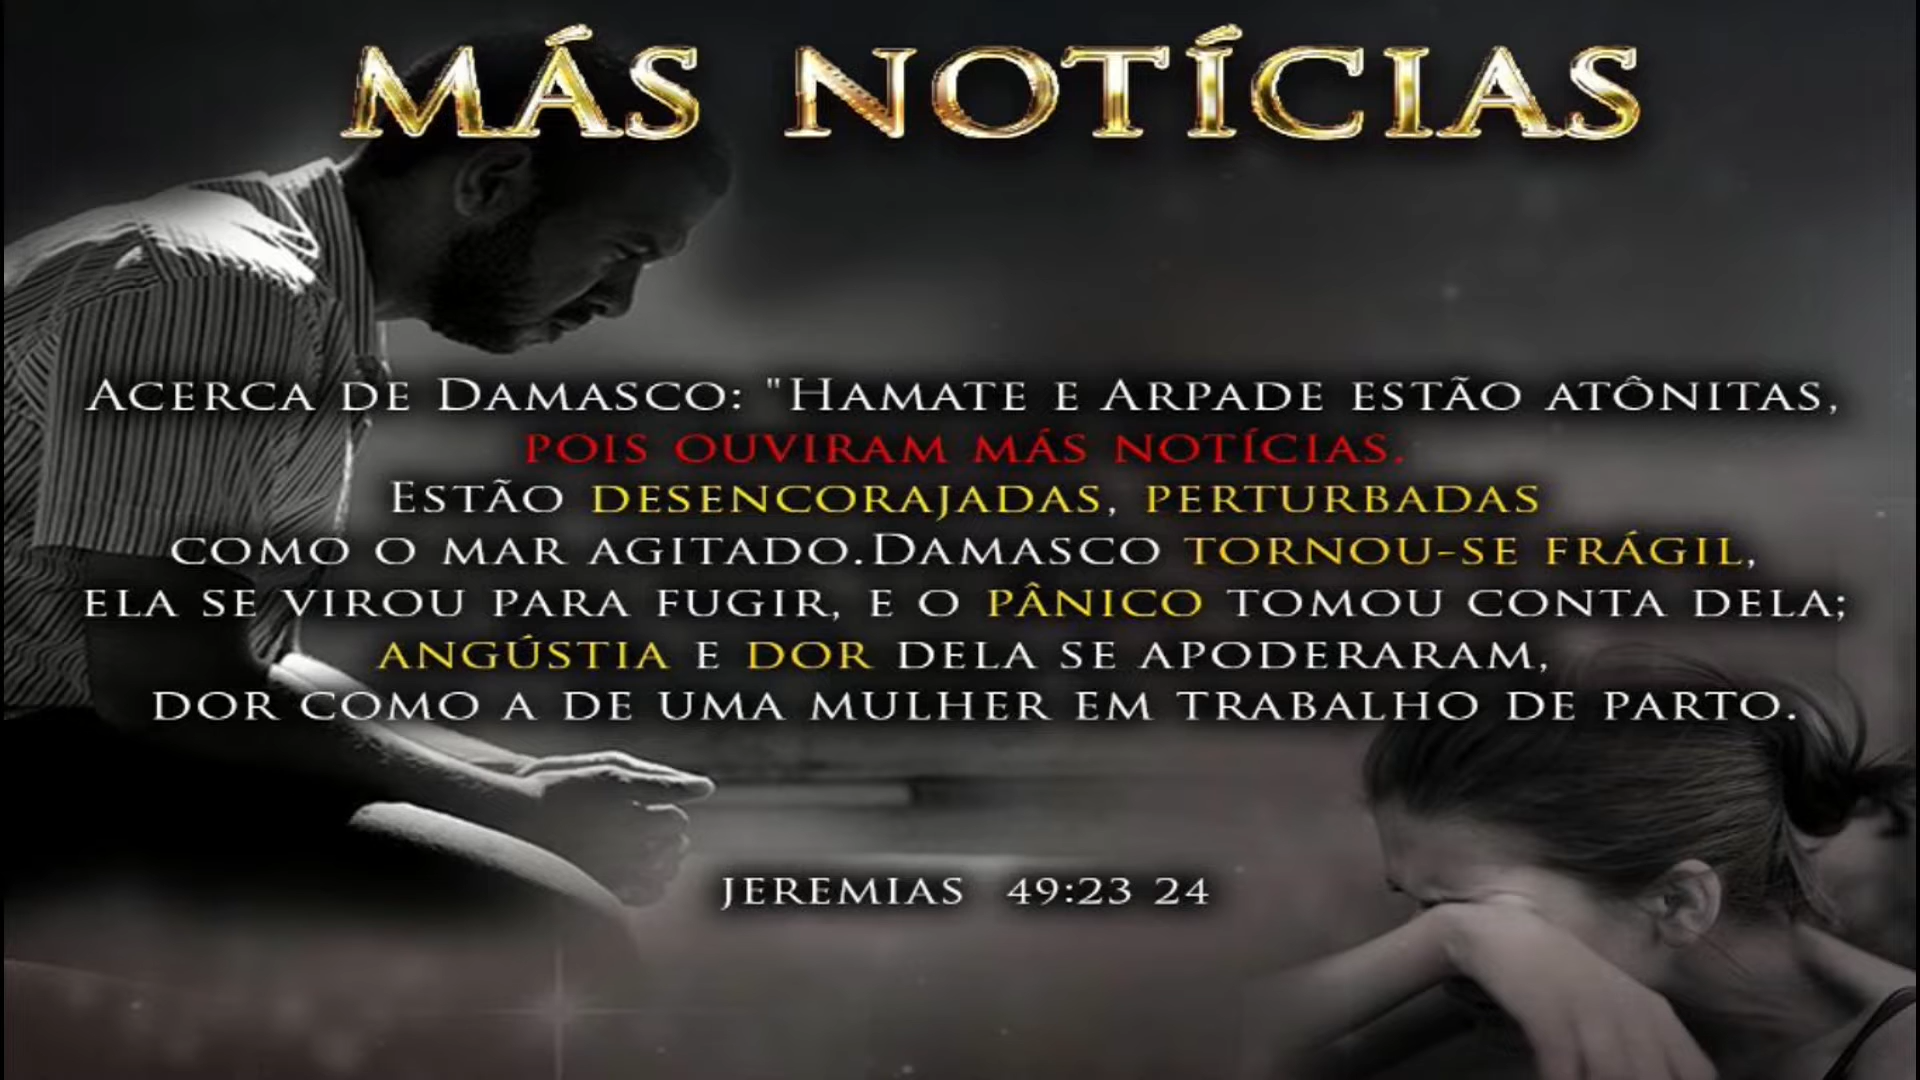 MÁS NOTÍCIAS
ACERCA DE DAMASCO: "HAMATE E ARPADE ESTÃO ATÔNITAS,
POIS OUVIRAM MÁS NOTÍCIAS.
ESTÃO DESENCORAJADAS, PERTURBADAS
COMO O MAR AGITADO.DAMASCO TORNOU-SE FRÁGIL,
ELA SE VIROU PARA FUGIR, E O PÂNICO TOMOU CONTA DELA;
ANGÚSTIA E DOR DELA SE APODERARAM,
DOR COMO A DE UMA MULHER EM TRABALHO DE PARTO.
JEREMIAS 49:23 24